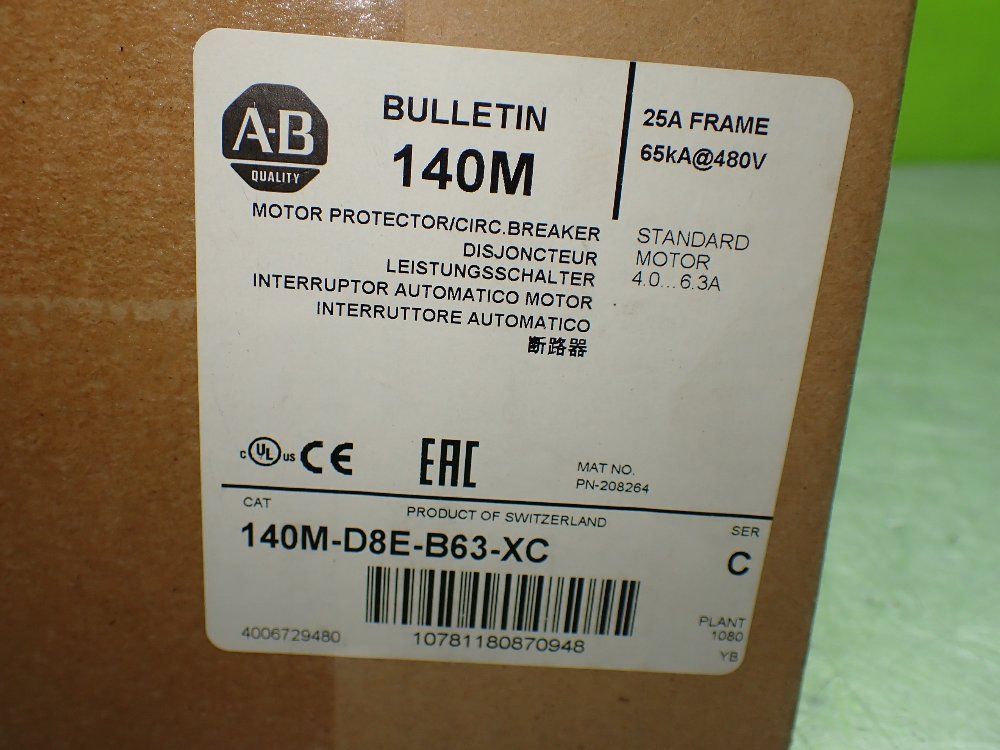 A-B
QUALITY
BULLETIN
140M
25A FRAME
65kA@480V
MOTOR PROTECTOR/CIRC.BREAKER
DISJONCTEUR
LEISTUNGSSCHALTER
INTERRUPTOR AUTOMATICO MOTOR
INTERRUTTORE AUTOMATICO
断路器
STANDARD
MOTOR
4.0...6.3A
c UL us CE
EAC
MAT NO.
PN-208264
CAT
PRODUCT OF SWITZERLAND
SER
140M-D8E-B63-XC
C
4006729480
10781180870948
PLANT
1080
YB